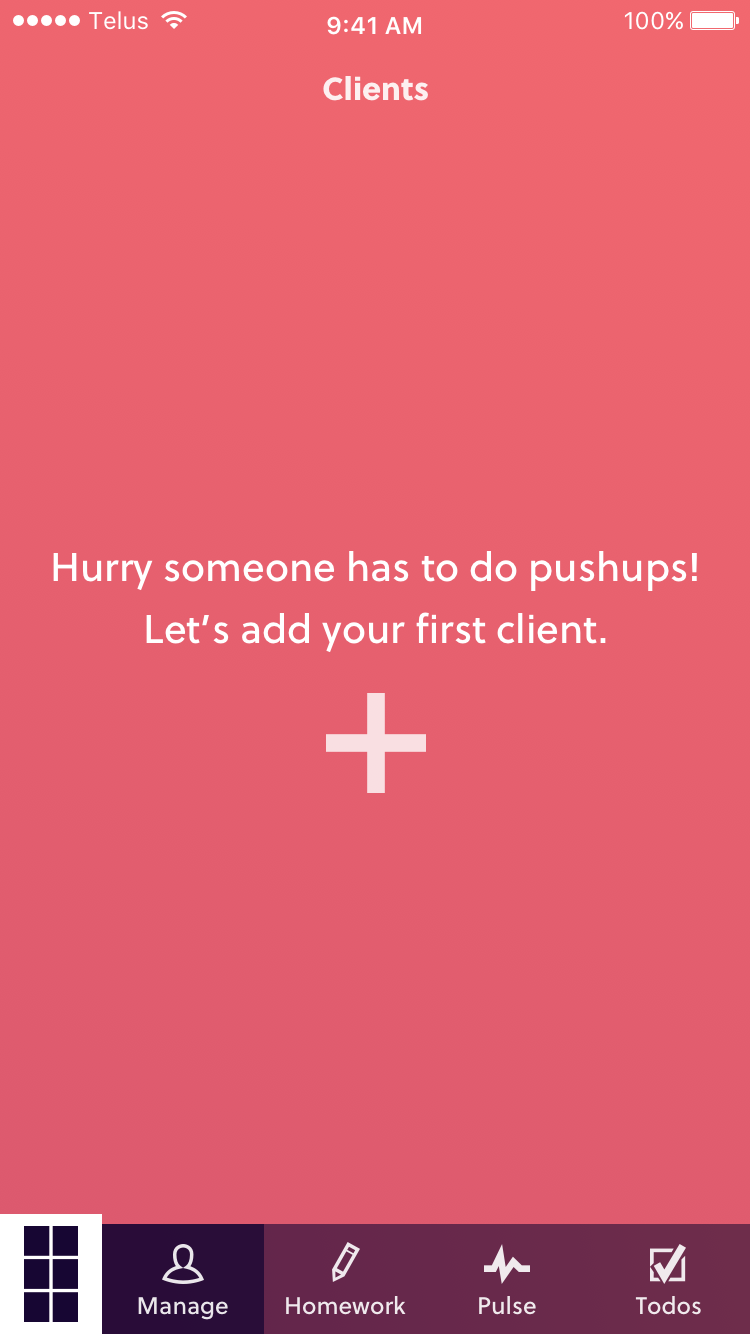 Telus 9:41 AM 100%
Clients
Hurry someone has to do pushups!
Let’s add your first client.
Manage Homework Pulse Todos